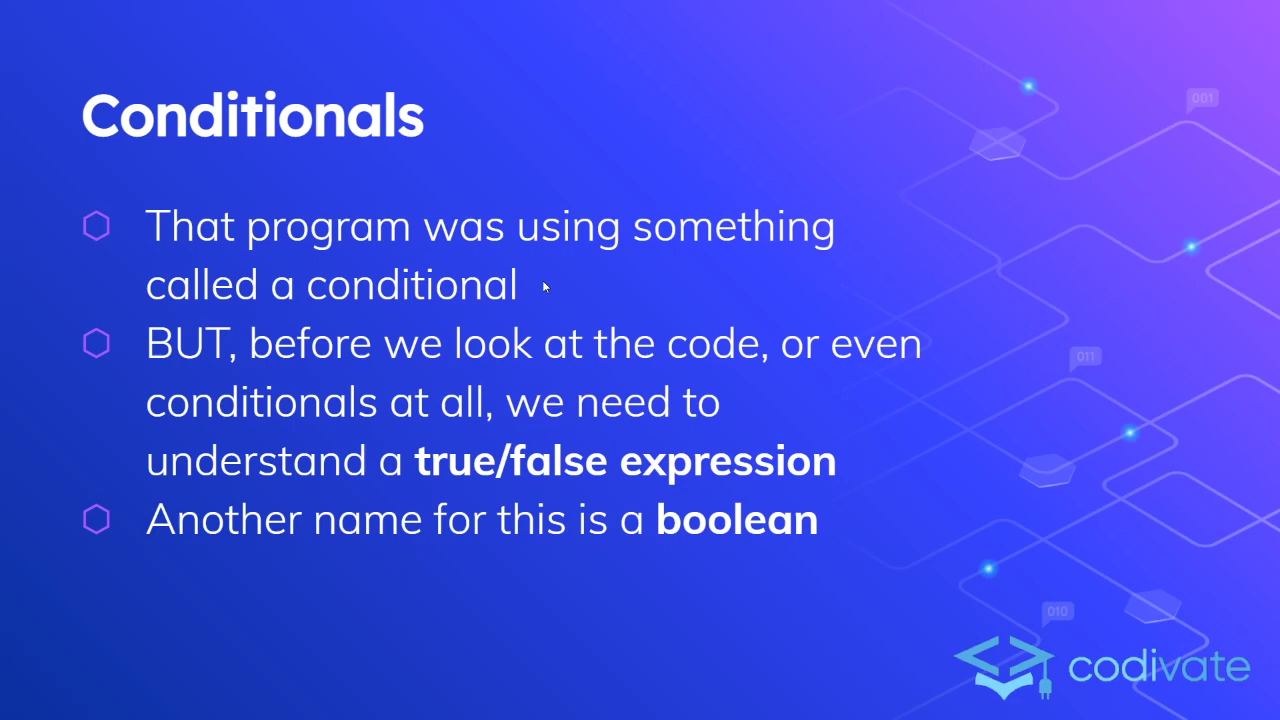 Conditionals
That program was using something
called a conditional
BUT, before we look at the code, or even
conditionals at all, we need to
understand a true/false expression
Another name for this is a boolean
001
011
010
codivate